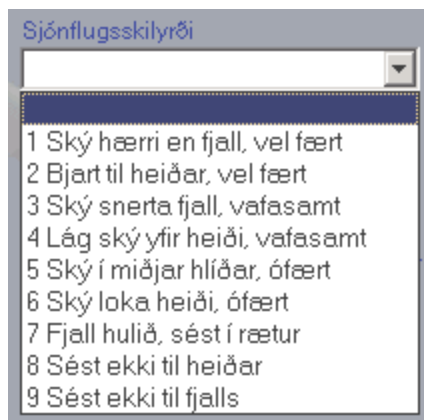 Sjónflugsskilyrði
1 Ský hærri en fjall, vel fært
2 Bjart til heiðar, vel fært
3 Ský snerta fjall, vafasamt
4 Lág ský yfir heiði, vafasamt
5 Ský í miðjar hlíðar, ófært
6 Ský loka heiði, ófært
7 Fjall hulið, sést í rætur
8 Sést ekki til heiðar
9 Sést ekki til fjalls